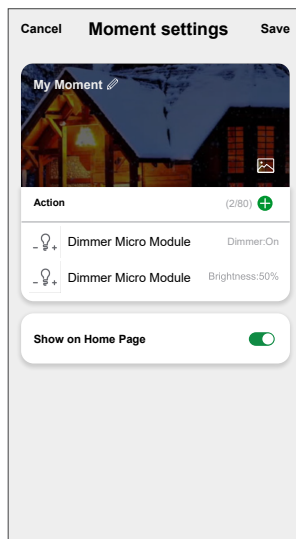 Cancel Moment settings Save
My Moment
Action (2/80)
Dimmer Micro Module Dimmer:On
Dimmer Micro Module Brightness:50%
Show on Home Page